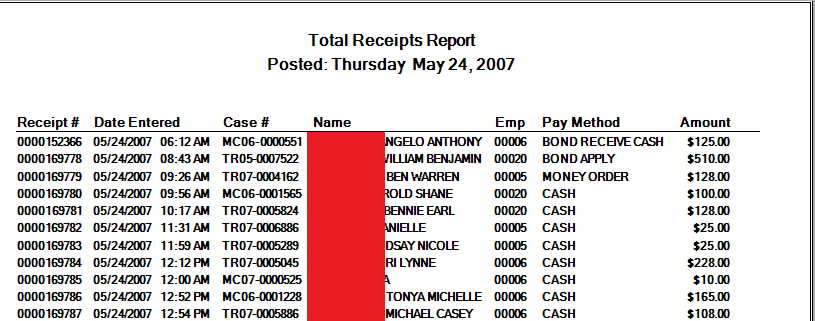 Total Receipts Report
Posted: Thursday May 24, 2007
Receipt # Date Entered Case # Name Emp Pay Method Amount
0000152366 05/24/2007 06:12 AM MC06-0000551 NGELO ANTHONY 00006 BOND RECEIVE CASH $125.00
0000169778 05/24/2007 08:43 AM TR05-0007522 ILLIAM BENJAMIN 00020 BOND APPLY $510.00
0000169779 05/24/2007 09:26 AM TR07-0004162 BEN WARREN 00005 MONEY ORDER $128.00
0000169780 05/24/2007 09:56 AM MC06-0001565 ROLD SHANE 00020 CASH $100.00
0000169781 05/24/2007 10:17 AM TR07-0005824 BENNIE EARL 00020 CASH $128.00
0000169782 05/24/2007 11:31 AM TR07-0006886 ANIELLE 00005 CASH $25.00
0000169783 05/24/2007 11:59 AM TR07-0005289 DSAY NICOLE 00005 CASH $25.00
0000169784 05/24/2007 12:12 PM TR07-0005045 RI LYNNE 00006 CASH $228.00
0000169785 05/24/2007 12:00 AM MC07-0000525 A 00006 CASH $10.00
0000169786 05/24/2007 12:52 PM MC06-0001228 TONYA MICHELLE 00006 CASH $165.00
0000169787 05/24/2007 12:54 PM TR07-0005886 MICHAEL CASEY 00006 CASH $108.00